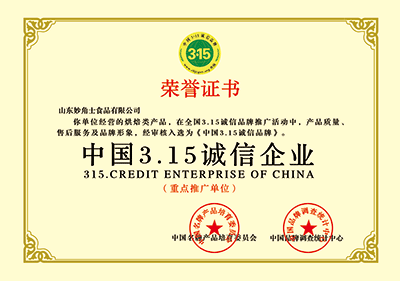 3·15
荣誉证书
山东妙角士食品有限公司
你单位经营的烘焙类产品，在全国3.15诚信品牌推广活动中，产品质量、
售后服务及品牌形象，经审核入选为《中国3.15诚信品牌》。
中国3.15诚信企业
315.CREDIT ENTERPRISE OF CHINA
（重点推广单位）
中国名牌产品培育委员会
中国品牌调查统计中心